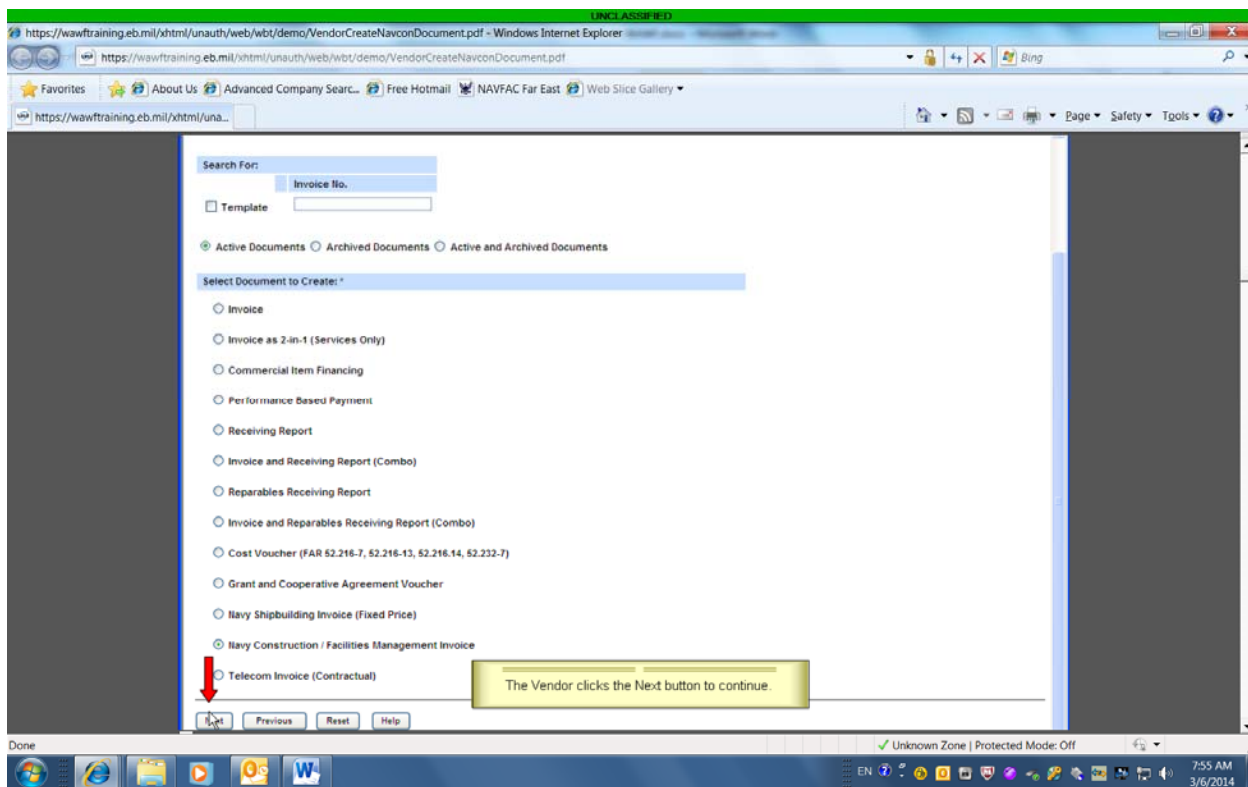 UNCLASSIFIED
https://wawftraining.eb.mil/xhtml/unauth/web/wbt/demo/VendorCreateNavconDocument.pdf - Windows Internet Explorer
https://wawftraining.eb.mil/xhtml/unauth/web/wbt/demo/VendorCreateNavconDocument.pdf
Bing
Favorites About Us Advanced Company Searc... Free Hotmail NAVFAC Far East Web Slice Gallery
https://wawftraining.eb.mil/xhtml/una...
Page Safety Tools
Search For:
Invoice No.
Template
Active Documents Archived Documents Active and Archived Documents
Select Document to Create: *
Invoice
Invoice as 2-in-1 (Services Only)
Commercial Item Financing
Performance Based Payment
Receiving Report
Invoice and Receiving Report (Combo)
Reparables Receiving Report
Invoice and Reparables Receiving Report (Combo)
Cost Voucher (FAR 52.216-7, 52.216-13, 52.216.14, 52.232-7)
Grant and Cooperative Agreement Voucher
Navy Shipbuilding Invoice (Fixed Price)
Navy Construction / Facilities Management Invoice
Telecom Invoice (Contractual)
The Vendor clicks the Next button to continue.
Next Previous Reset Help
Done
Unknown Zone | Protected Mode: Off
EN
7:55 AM
3/6/2014